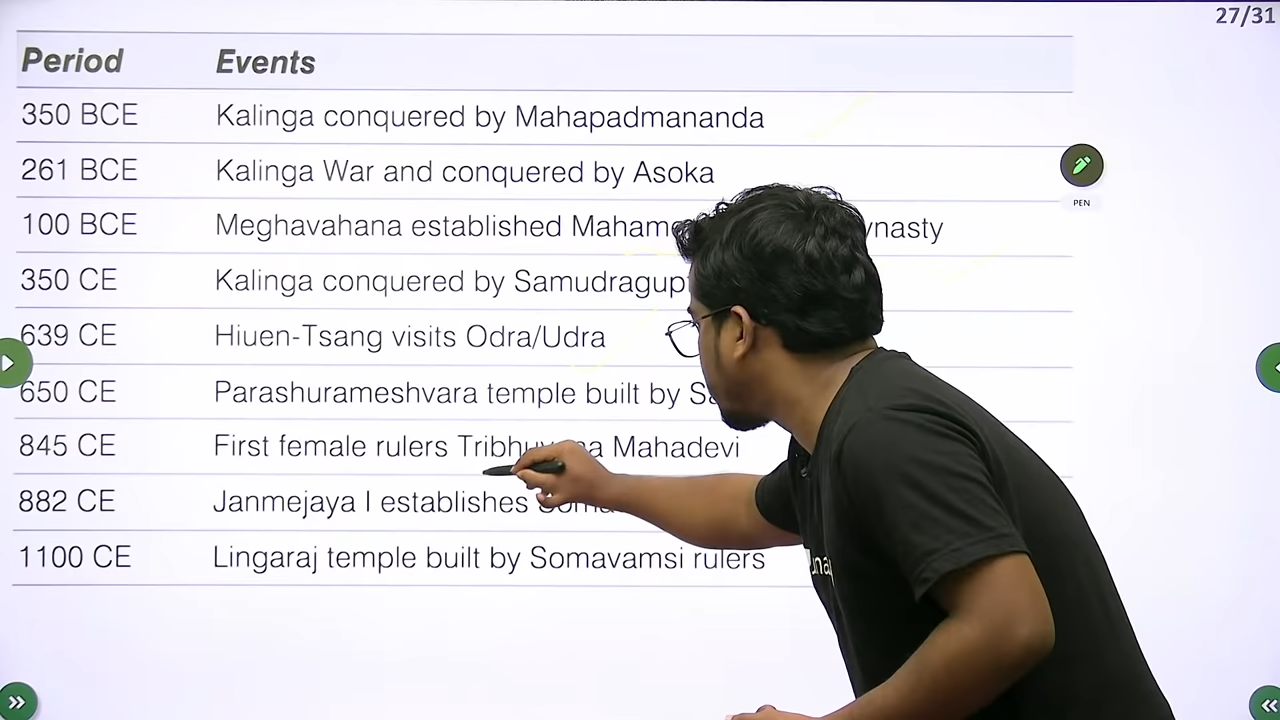 27/31
Period Events
350 BCE Kalinga conquered by Mahapadmananda
261 BCE Kalinga War and conquered by Asoka
PEN
100 BCE Meghavahana established
350 CE Kalinga conquered by
639 CE Hiuen-Tsang visits Odra/Udra
650 CE Parashurameshvara temple built by
845 CE First female rulers Mahadevi
882 CE Janmejaya I establishes
1100 CE Lingaraj temple built by Somavamsi rulers